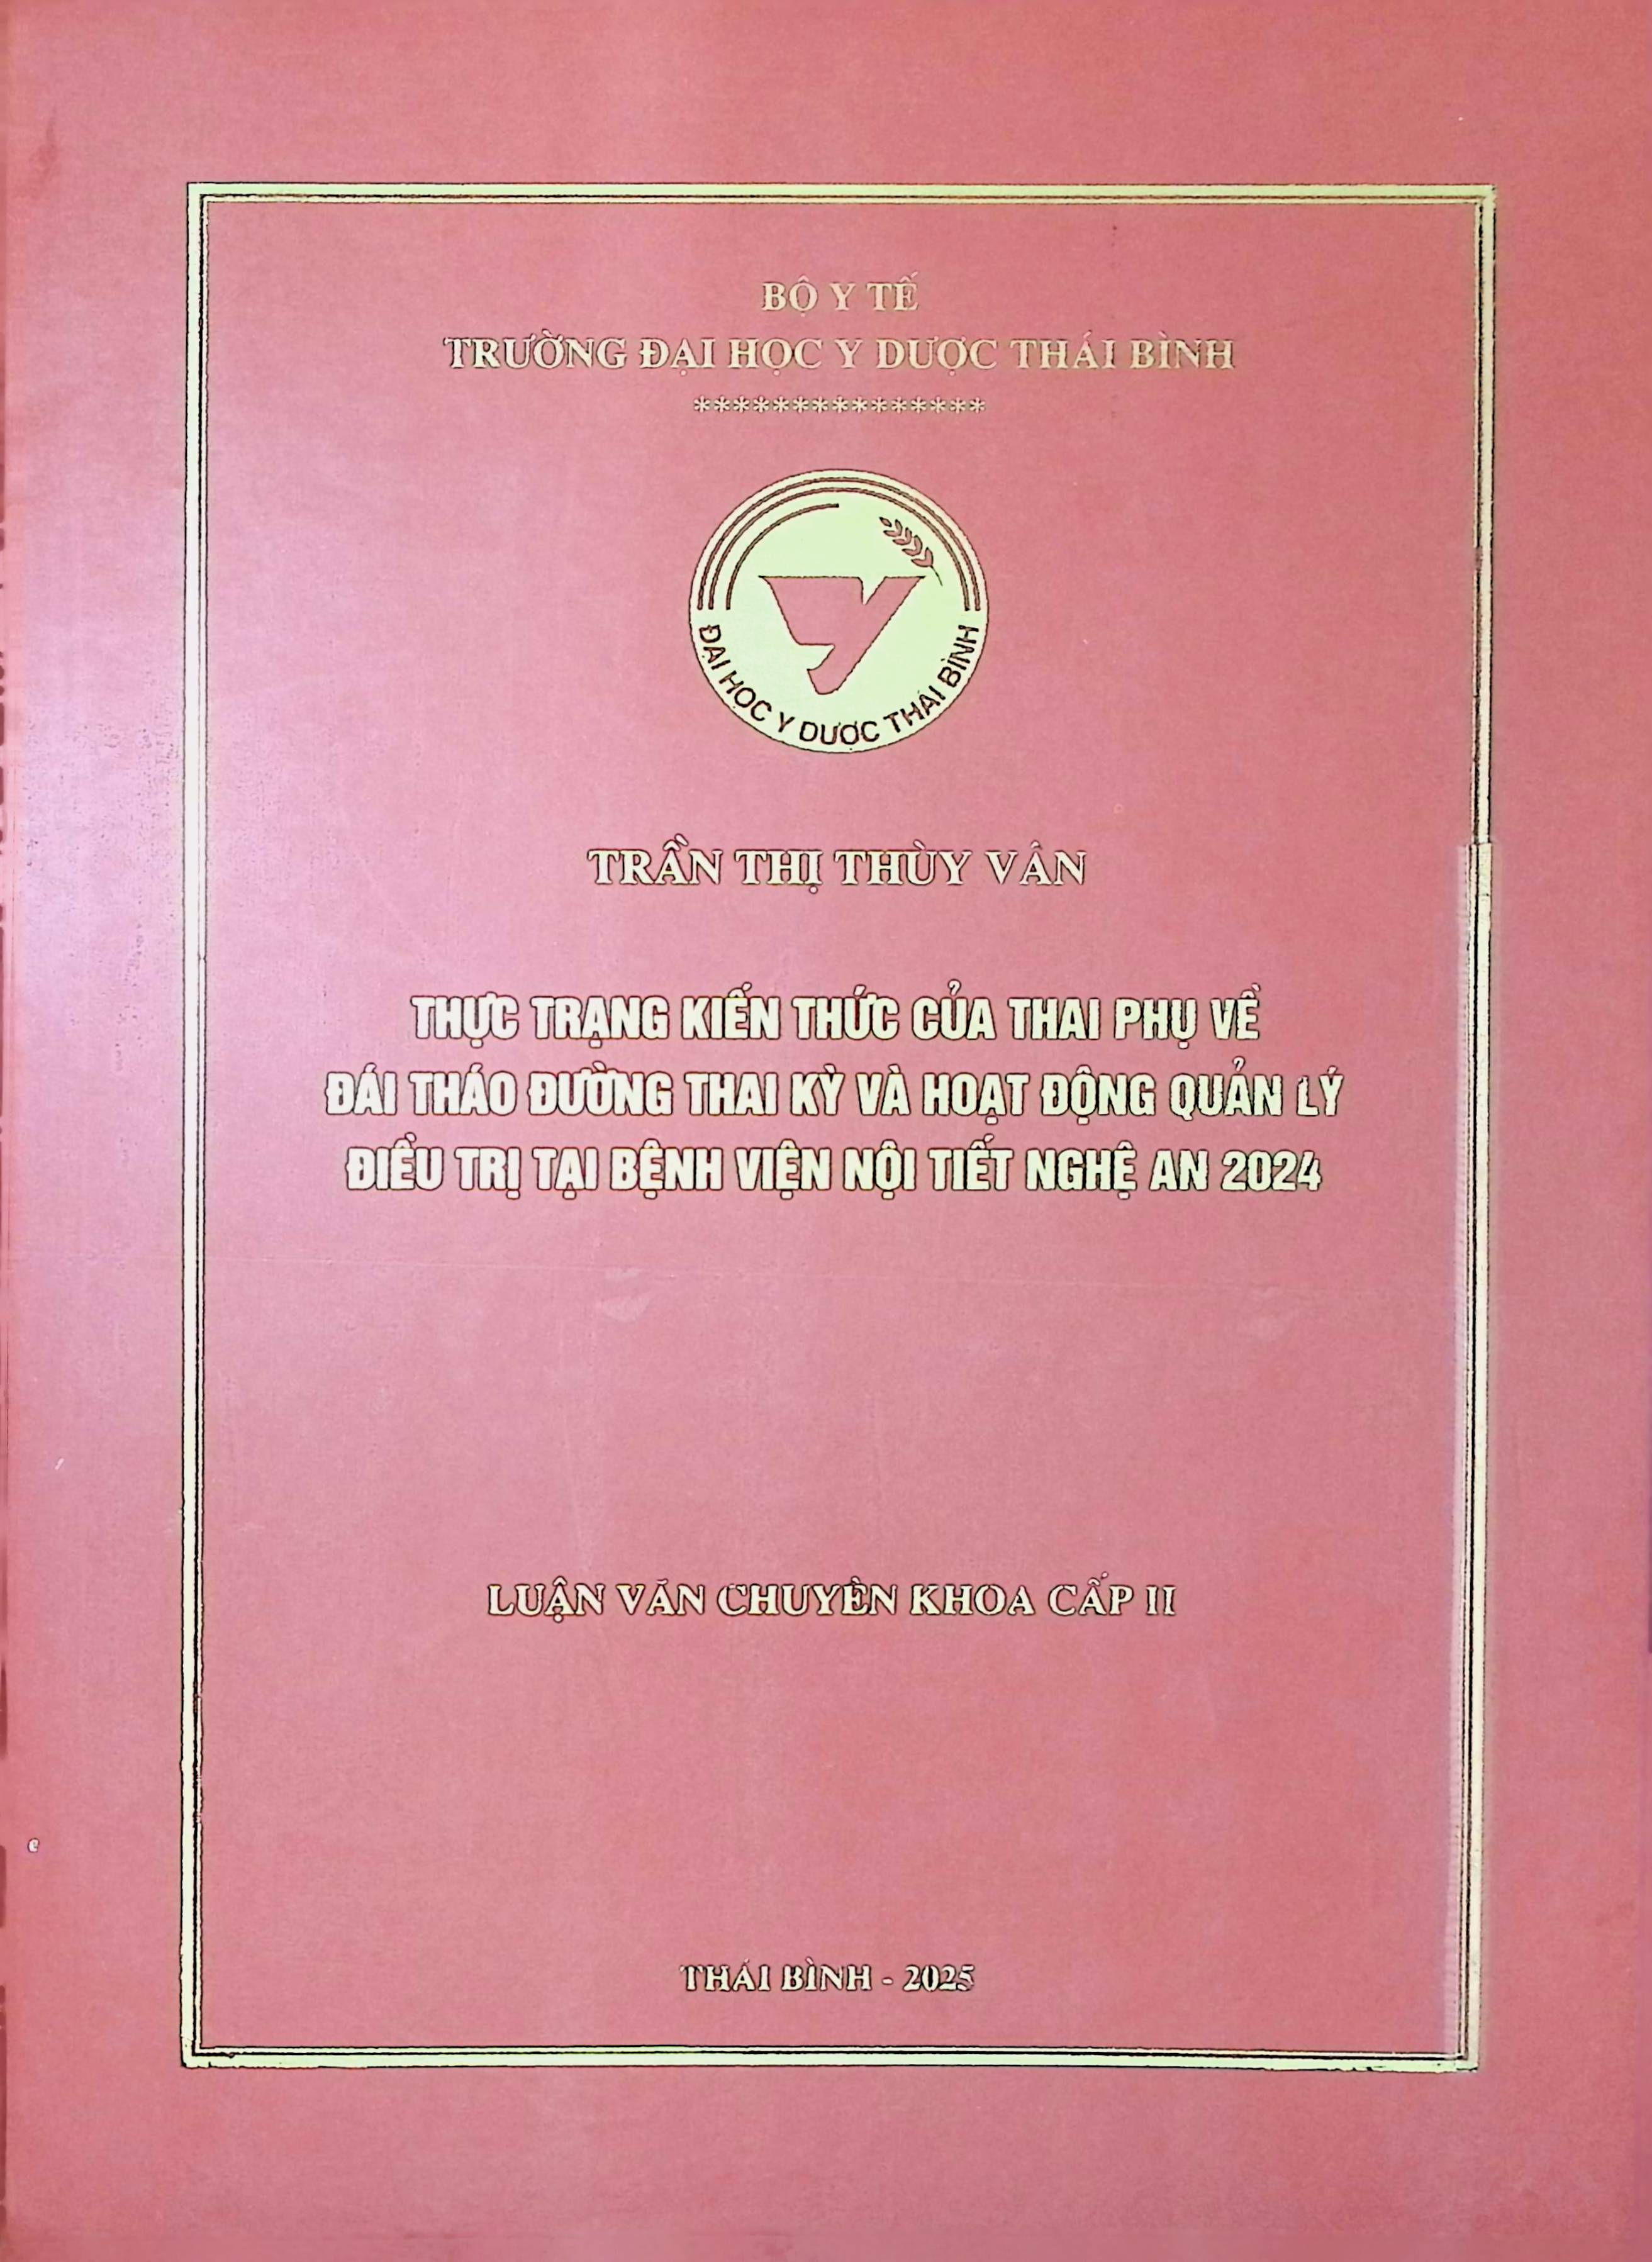 BỘ Y TẾ
TRƯỜNG ĐẠI HỌC Y DƯỢC THÁI BÌNH
***************
ĐẠI HỌC Y DƯỢC THÁI BÌNH
TRẦN THỊ THÙY VÂN
THỰC TRẠNG KIẾN THỨC CỦA THAI PHỤ VỀ
ĐÁI THÁO ĐƯỜNG THAI KỲ VÀ HOẠT ĐỘNG QUẢN LÝ
ĐIỀU TRỊ TẠI BỆNH VIỆN NỘI TIẾT NGHỆ AN 2024
LUẬN VĂN CHUYÊN KHOA CẤP II
THÁI BÌNH - 2025